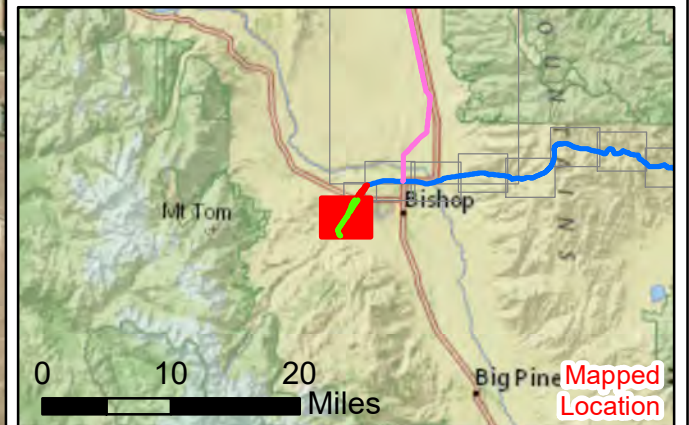 O U N T A I N S
Mt Tom
Bishop
0 10 20
Miles
Big Pine
Mapped
Location